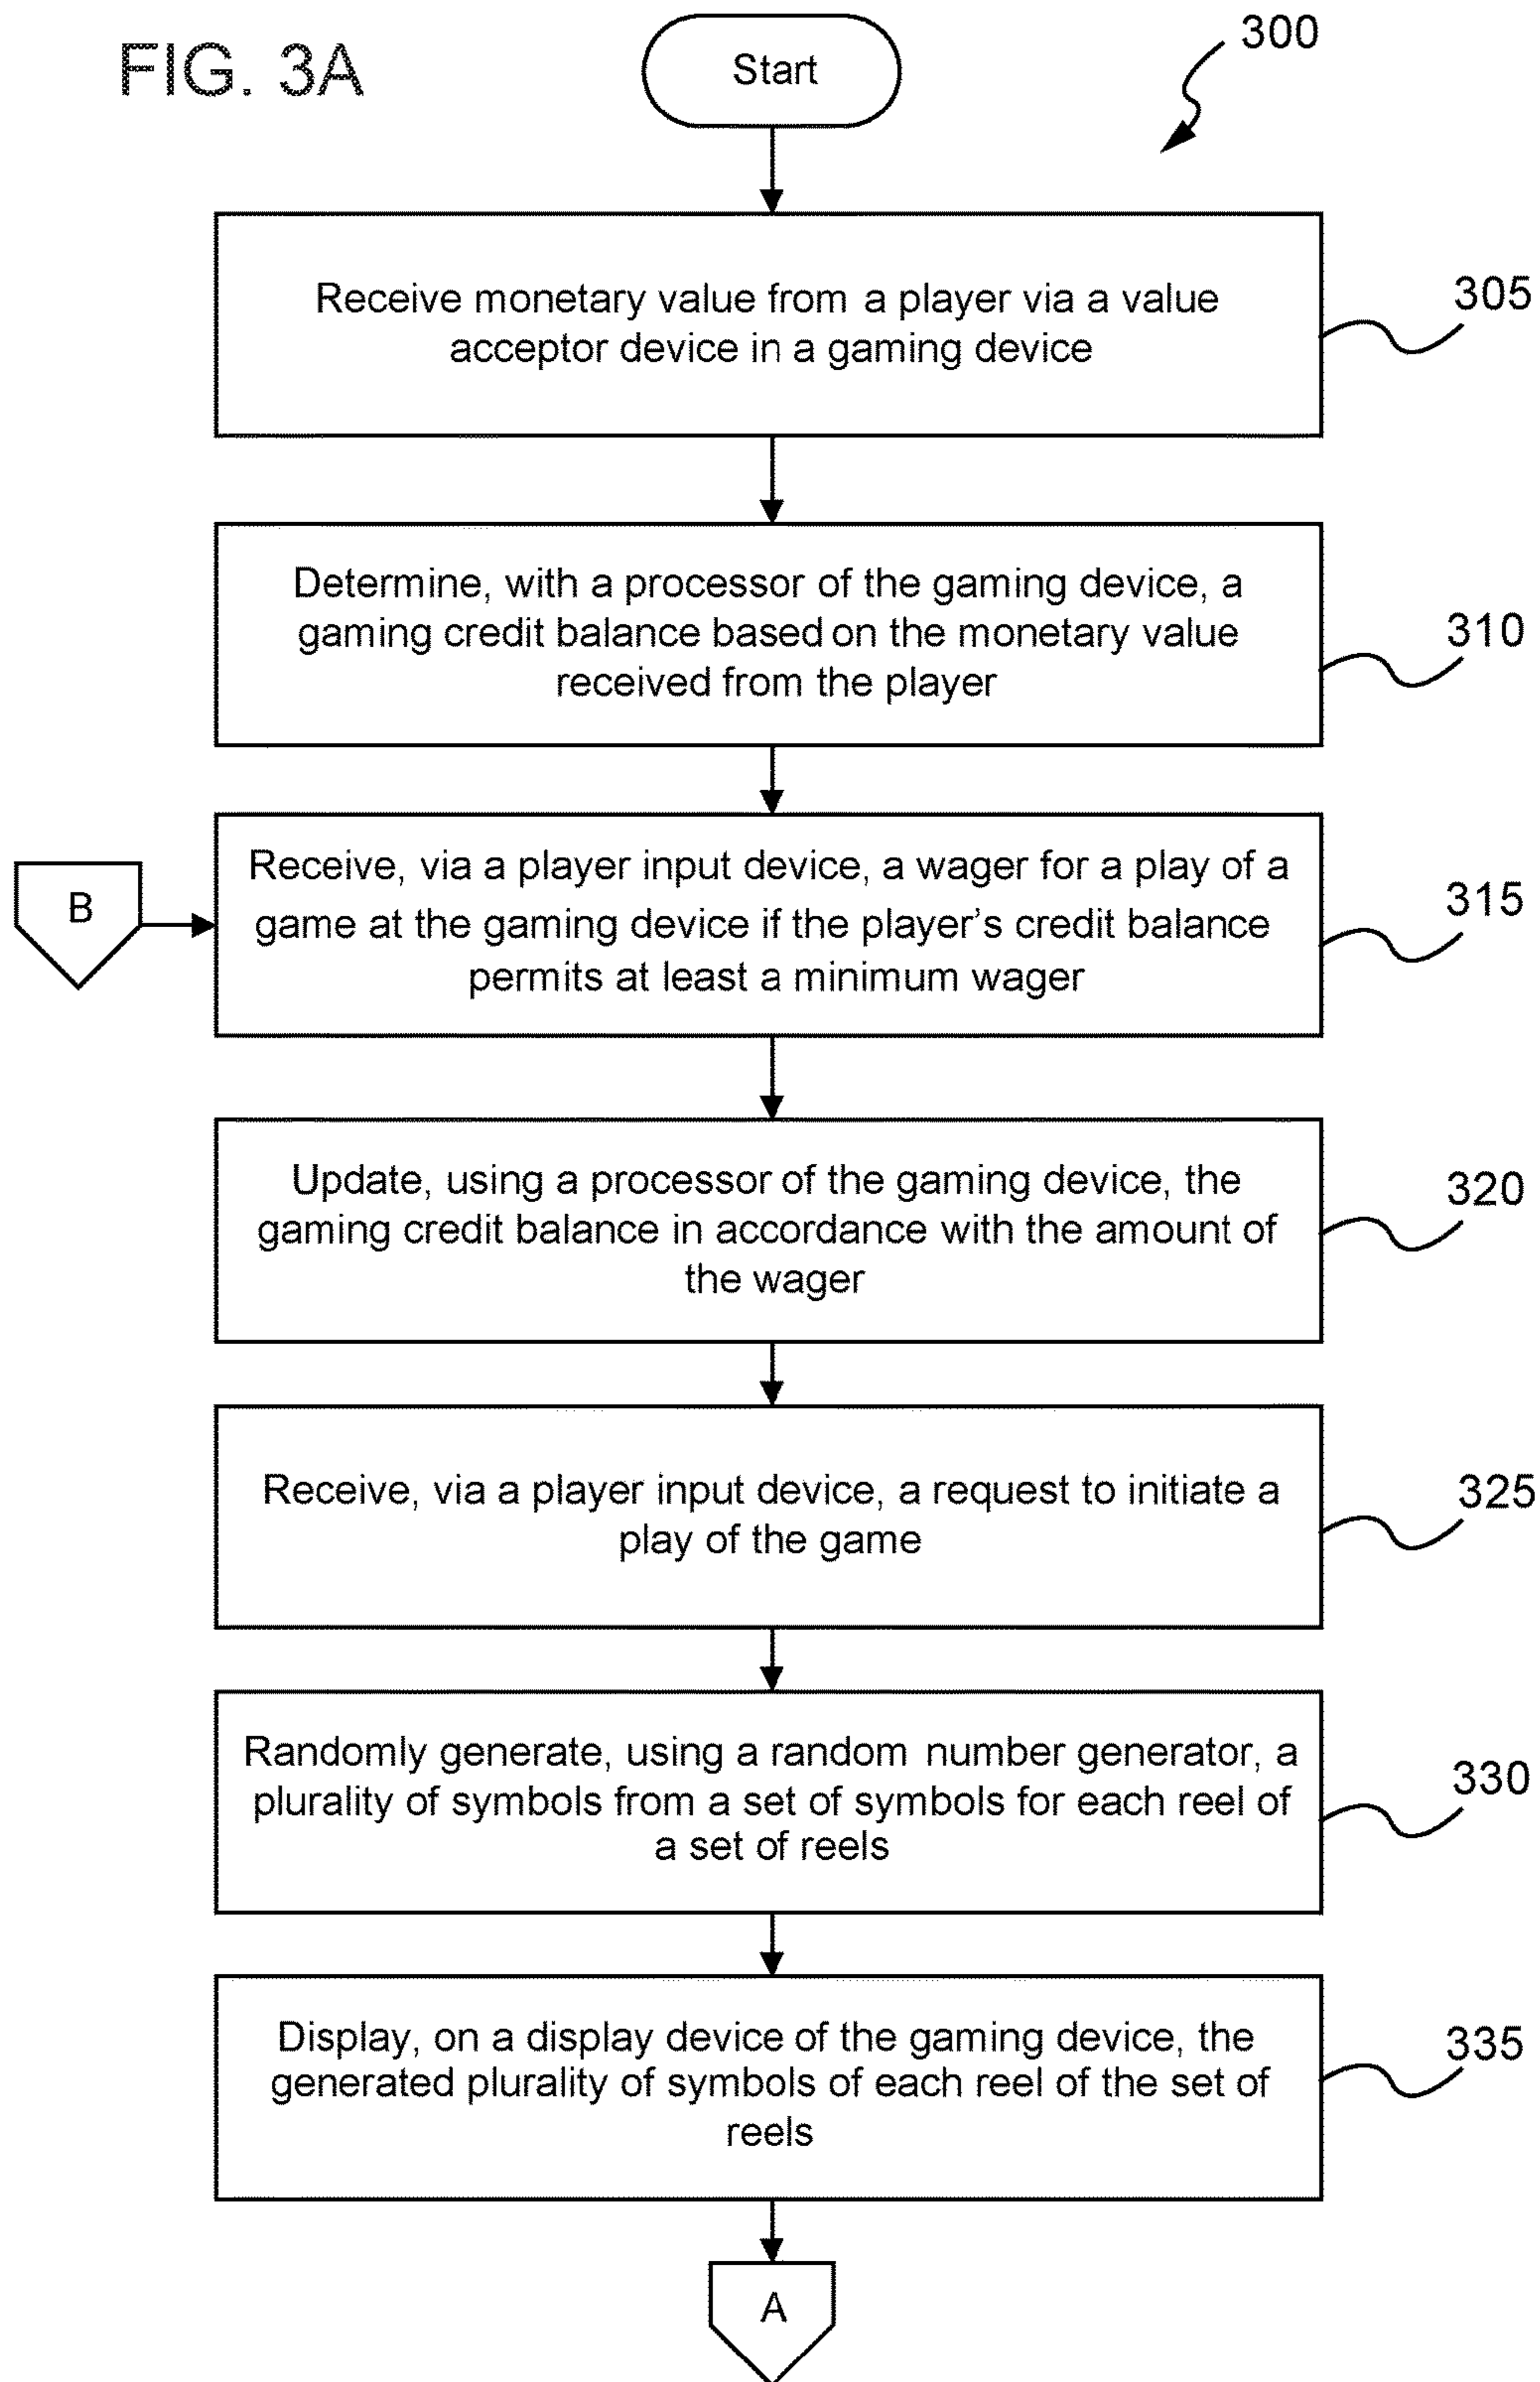 FIG. 3A
Start
300
Receive monetary value from a player via a value
acceptor device in a gaming device
305
Determine, with a processor of the gaming device, a
gaming credit balance based on the monetary value
received from the player
310
B
Receive, via a player input device, a wager for a play of a
game at the gaming device if the player's credit balance
permits at least a minimum wager
315
Update, using a processor of the gaming device, the
gaming credit balance in accordance with the amount of
the wager
320
Receive, via a player input device, a request to initiate a
play of the game
325
Randomly generate, using a random number generator, a
plurality of symbols from a set of symbols for each reel of
a set of reels
330
Display, on a display device of the gaming device, the
generated plurality of symbols of each reel of the set of
reels
335
A